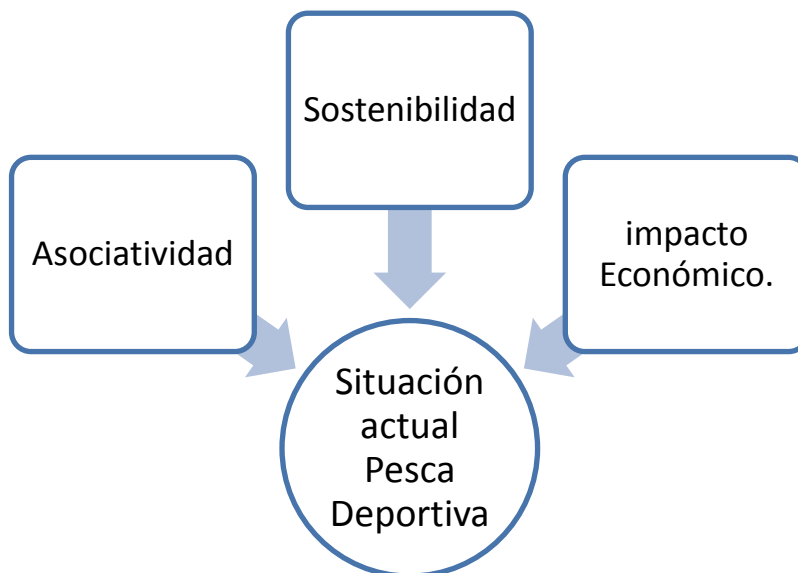 Sostenibilidad
Asociatividad
impacto
Económico.
Situación
actual
Pesca
Deportiva